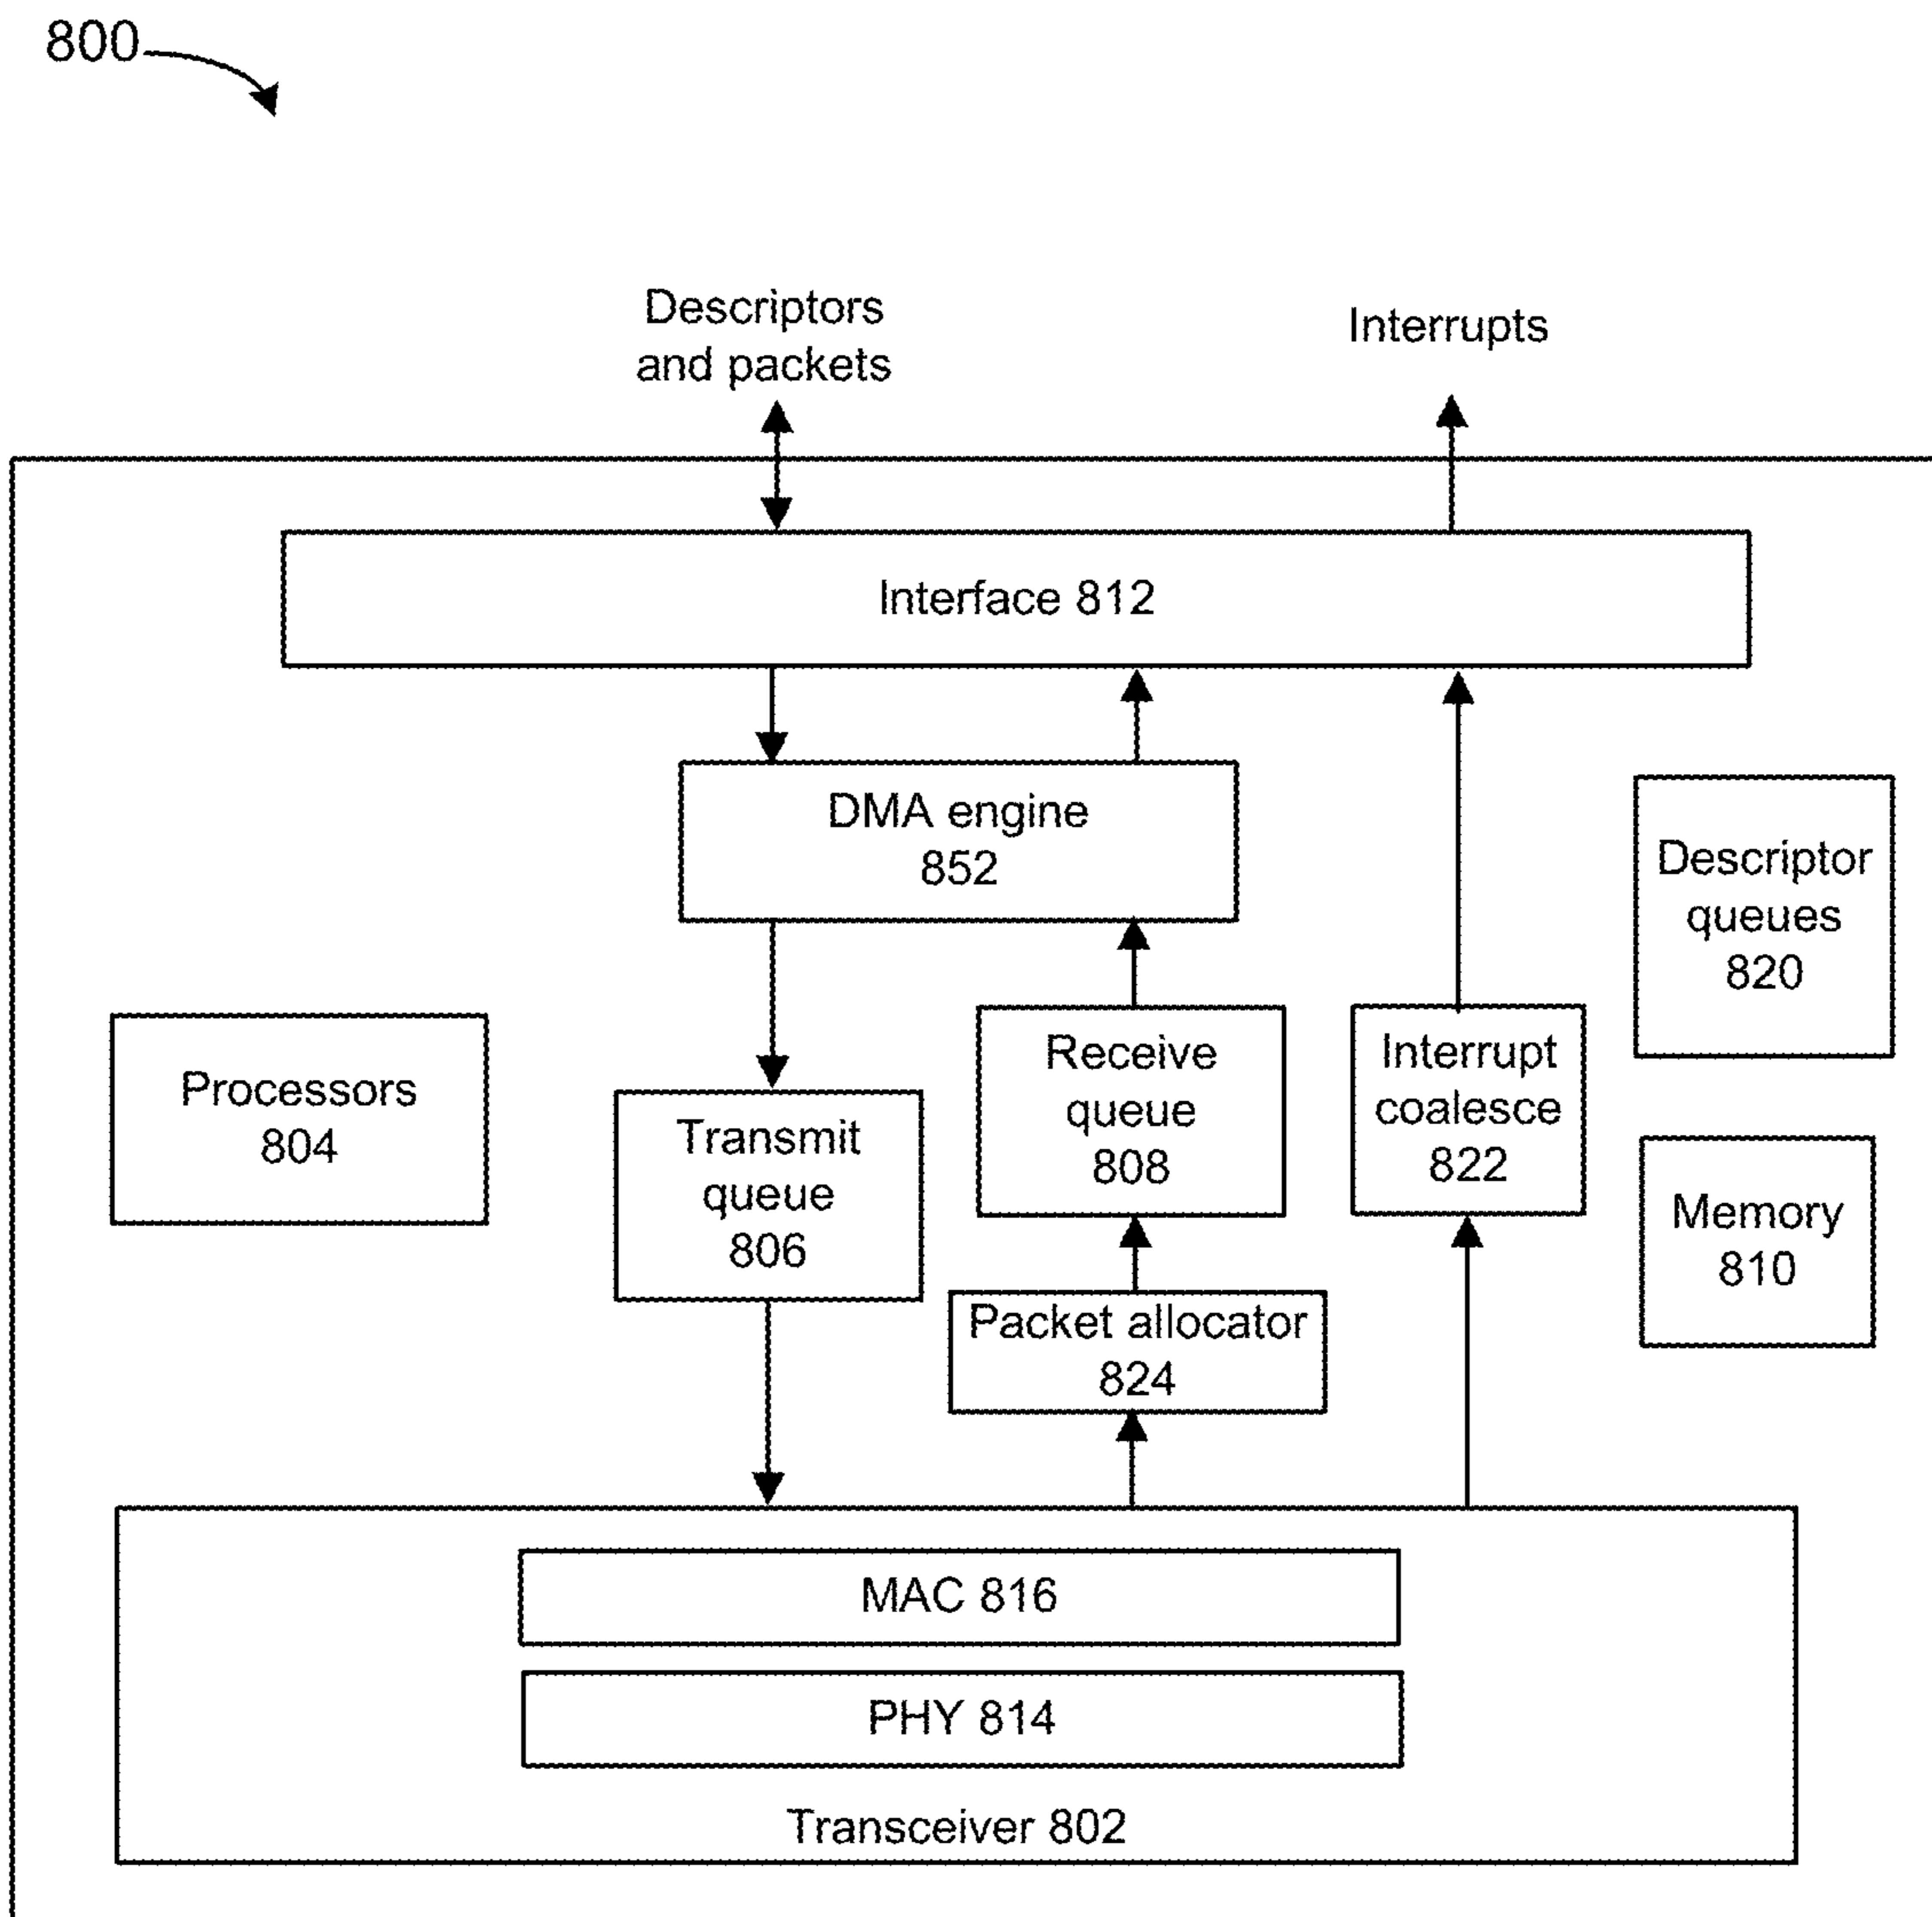 800
Descriptors
and packets
Interrupts
Interface 812
DMA engine
852
Descriptor
queues
820
Processors
804
Transmit
queue
806
Receive
queue
808
Interrupt
coalesce
822
Memory
810
Packet allocator
824
MAC 816
PHY 814
Transceiver 802